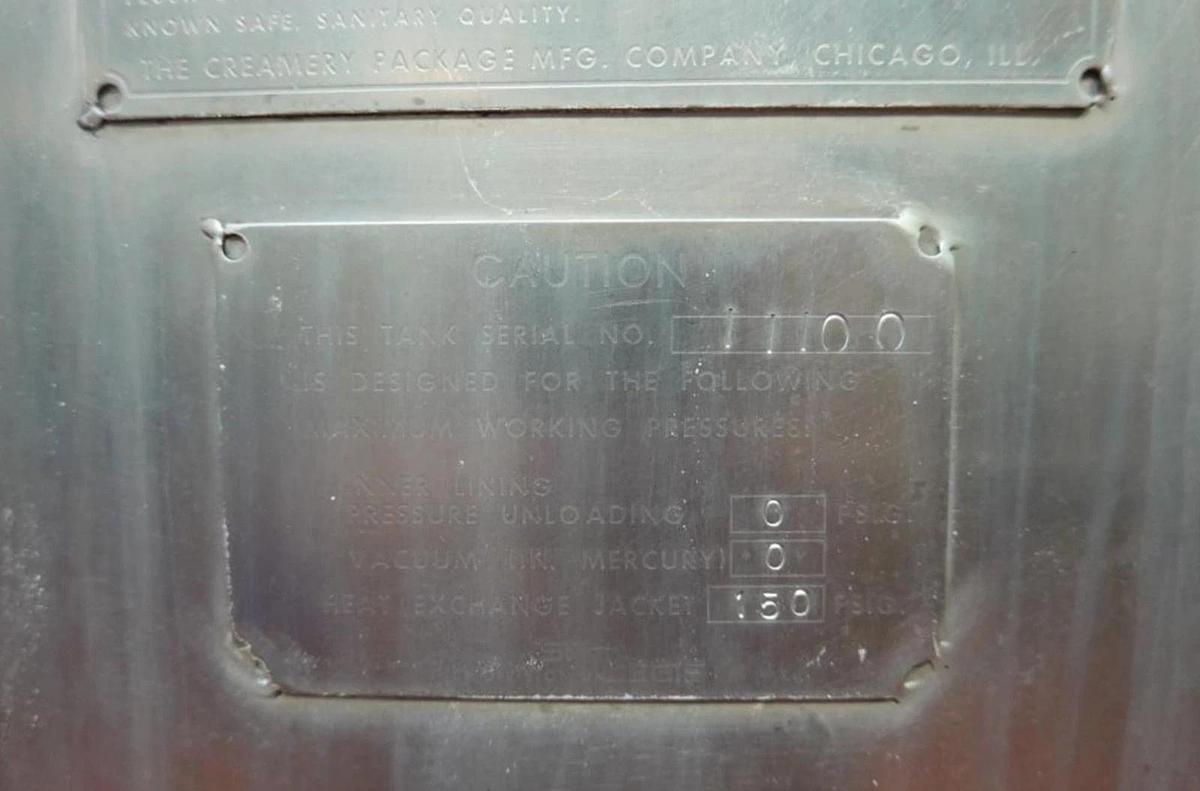 KNOWN SAFE, SANITARY QUALITY.
THE CREAMERY PACKAGE MFG. COMPANY, CHICAGO, ILL.
CAUTION
THIS TANK SERIAL NO. 11100
IS DESIGNED FOR THE FOLLOWING
MAXIMUM WORKING PRESSURES:
INNER LINING
PRESSURE UNLOADING 0 PSIG.
VACUUM (IN. MERCURY) 0
HEAT EXCHANGE JACKET 150 PSIG.